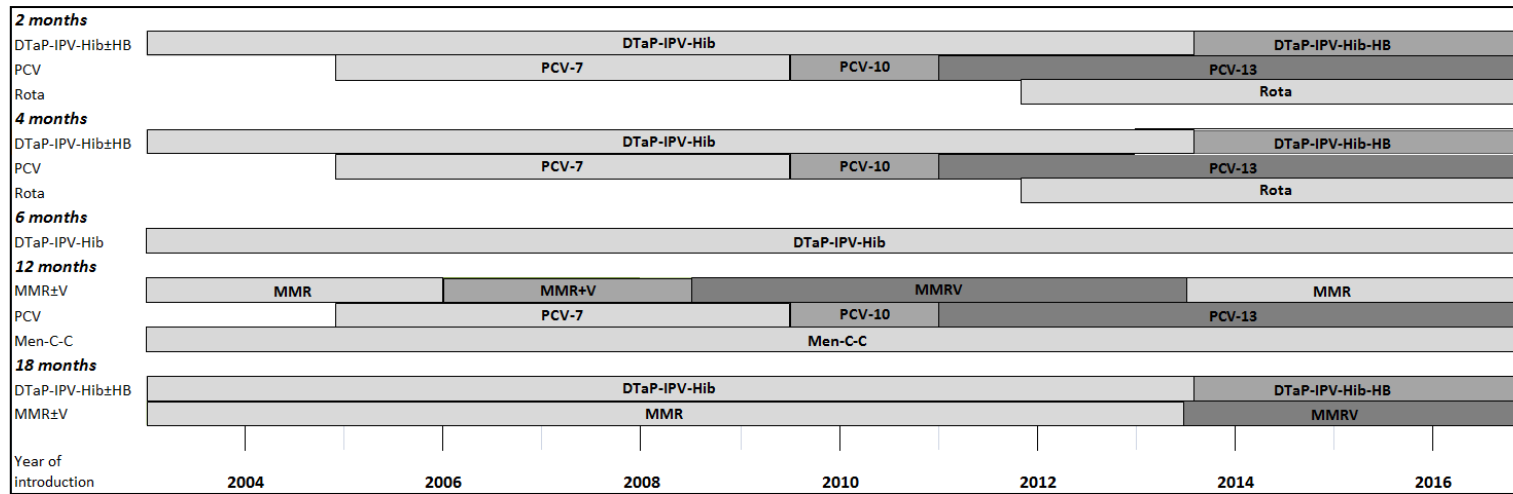 2 months
DTaP-IPV-Hib±HB DTaP-IPV-Hib DTaP-IPV-Hib-HB
PCV PCV-7 PCV-10 PCV-13
Rota Rota
4 months
DTaP-IPV-Hib±HB DTaP-IPV-Hib DTaP-IPV-Hib-HB
PCV PCV-7 PCV-10 PCV-13
Rota Rota
6 months
DTaP-IPV-Hib DTaP-IPV-Hib
12 months
MMR±V MMR MMR+V MMRV MMR
PCV PCV-7 PCV-10 PCV-13
Men-C-C Men-C-C
18 months
DTaP-IPV-Hib±HB DTaP-IPV-Hib DTaP-IPV-Hib-HB
MMR±V MMR MMRV
Year of
introduction 2004 2006 2008 2010 2012 2014 2016